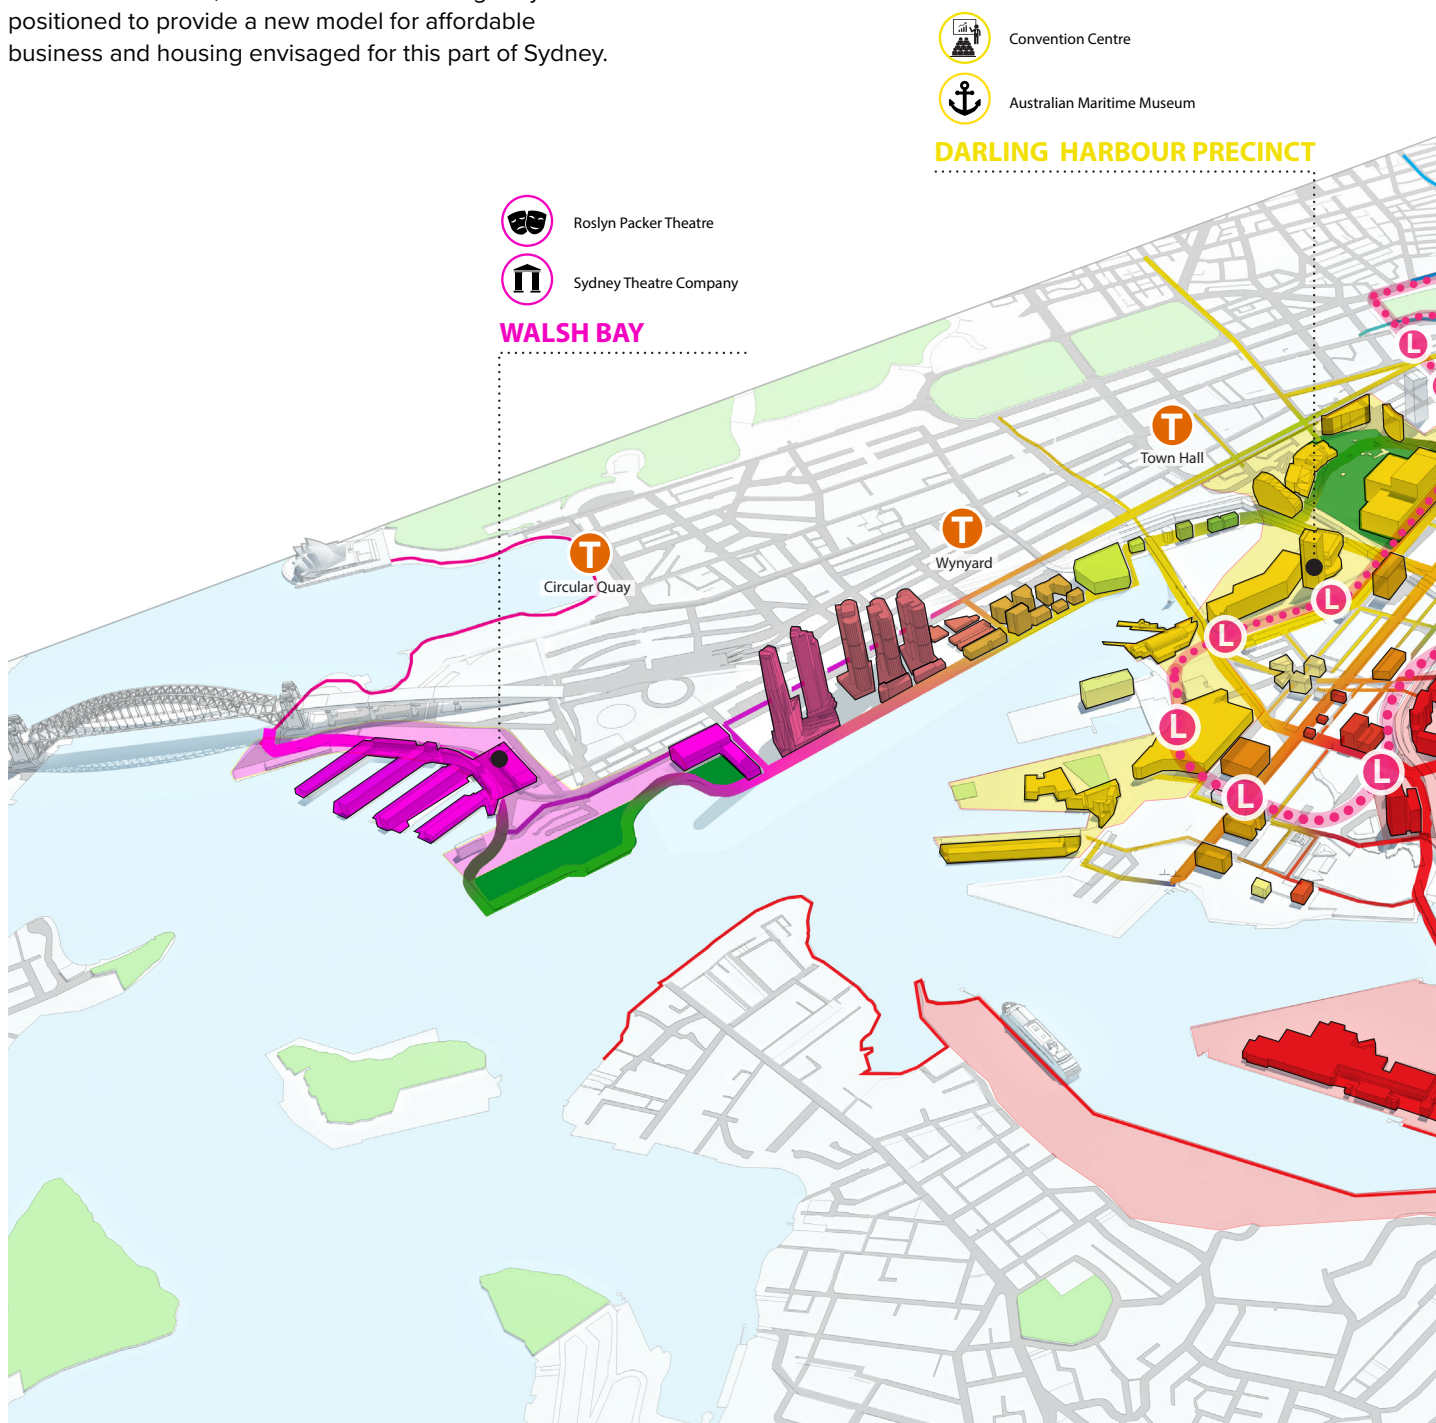 positioned to provide a new model for affordable
business and housing envisaged for this part of Sydney.
Convention Centre
Australian Maritime Museum
DARLING HARBOUR PRECINCT
Roslyn Packer Theatre
Sydney Theatre Company
WALSH BAY
L
T
Town Hall
T
Wynyard
T
Circular Quay
L
L
L
L
L